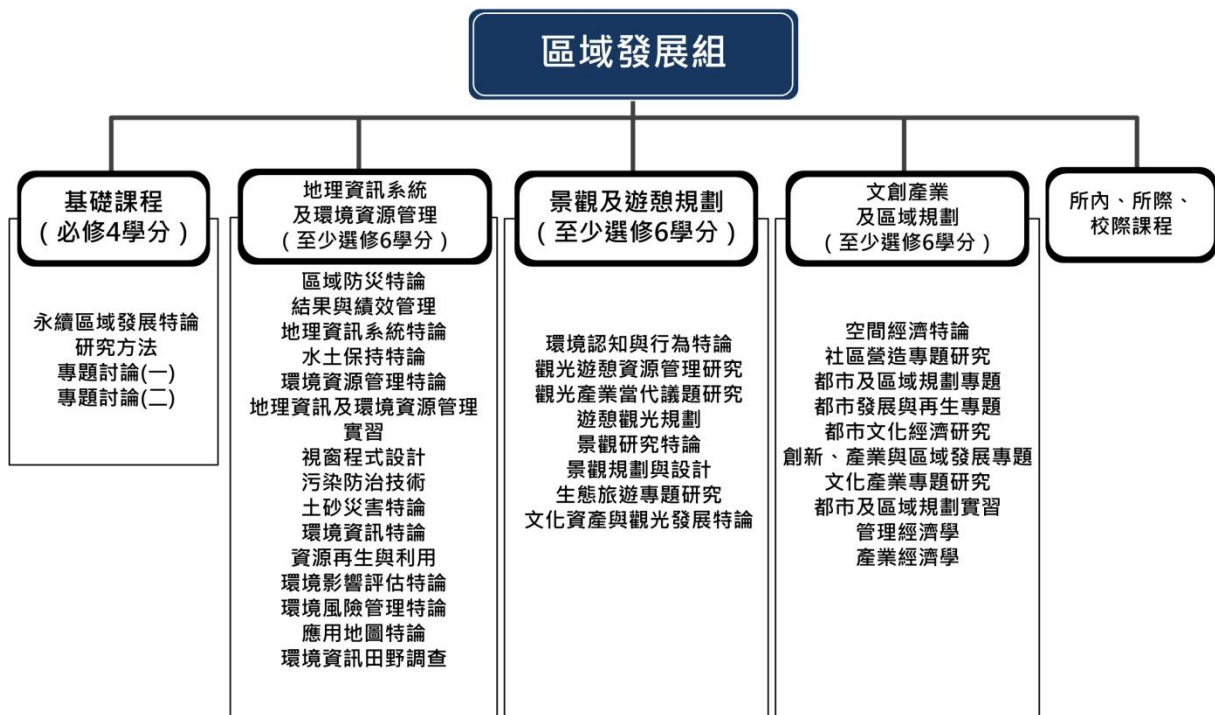 區域發展組
基礎課程
（必修4學分）
永續區域發展特論
研究方法
專題討論(一)
專題討論(二)
地理資訊系統
及環境資源管理
（至少選修6學分）
區域防災特論
結果與績效管理
地理資訊系統特論
水土保持特論
環境資源管理特論
地理資訊及環境資源管理
實習
視窗程式設計
污染防治技術
土砂災害特論
環境資訊特論
資源再生與利用
環境影響評估特論
環境風險管理特論
應用地圖特論
環境資訊田野調查
景觀及遊憩規劃
（至少選修6學分）
環境認知與行為特論
觀光遊憩資源管理研究
觀光產業當代議題研究
遊憩觀光規劃
景觀研究特論
景觀規劃與設計
生態旅遊專題研究
文化資產與觀光發展特論
文創產業
及區域規劃
（至少選修6學分）
空間經濟特論
社區營造專題研究
都市及區域規劃專題
都市發展與再生專題
都市文化經濟研究
創新、產業與區域發展專題
文化產業專題研究
都市及區域規劃實習
管理經濟學
產業經濟學
所內、所際、
校際課程